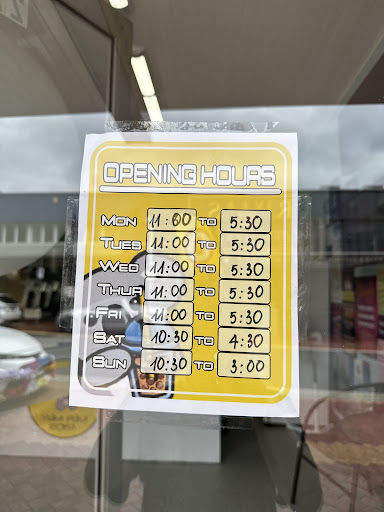 OPENING HOURS
MON 11:00 TO 5:30
TUES 11:00 TO 5:30
WED 11:00 TO 5:30
THUR 11:00 TO 5:30
FRI 11:00 TO 5:30
SAT 10:30 TO 4:30
SUN 10:30 TO 3:00